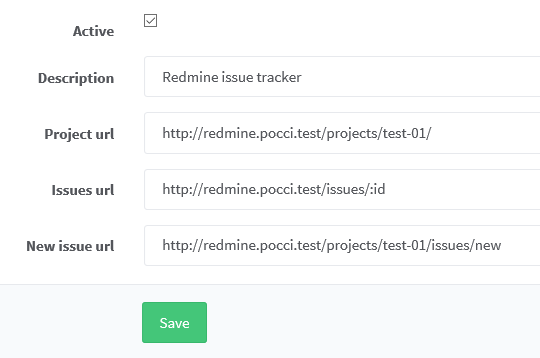 Active
Description Redmine issue tracker
Project url http://redmine.pocci.test/projects/test-01/
Issues url http://redmine.pocci.test/issues/:id
New issue url http://redmine.pocci.test/projects/test-01/issues/new
Save